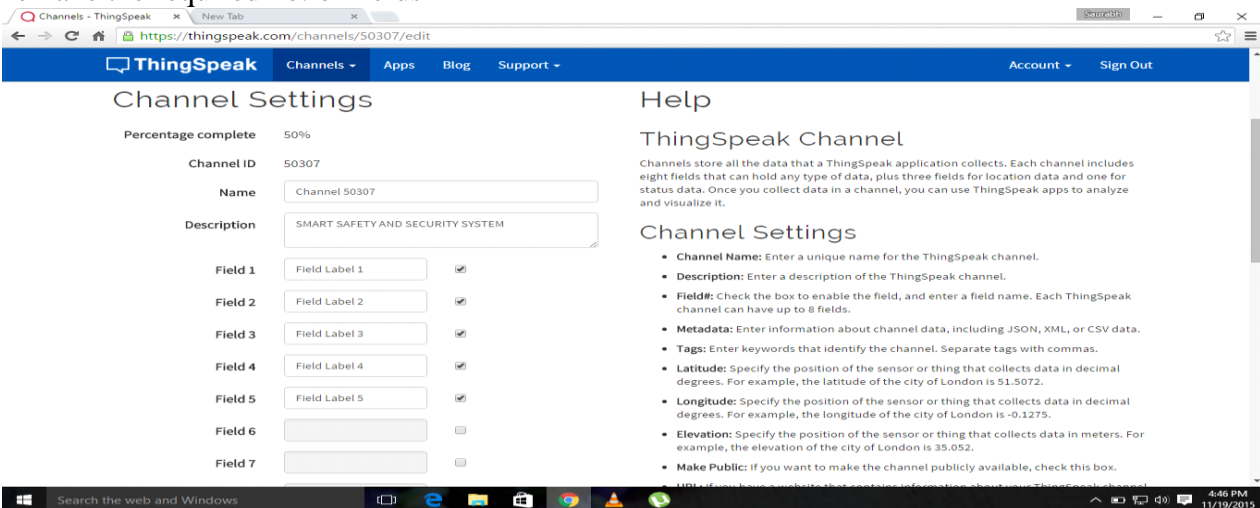 Channels - ThingSpeak
New Tab
Saurabh
https://thingspeak.com/channels/50307/edit
ThingSpeak Channels Apps Blog Support Account Sign Out
Channel Settings
Percentage complete 50%
Channel ID 50307
Name Channel 50307
Description SMART SAFETY AND SECURITY SYSTEM
Field 1 Field Label 1
Field 2 Field Label 2
Field 3 Field Label 3
Field 4 Field Label 4
Field 5 Field Label 5
Field 6
Field 7
Help
ThingSpeak Channel
Channels store all the data that a ThingSpeak application collects. Each channel includes
eight fields that can hold any type of data, plus three fields for location data and one for
status data. Once you collect data in a channel, you can use ThingSpeak apps to analyze
and visualize it.
Channel Settings
• Channel Name: Enter a unique name for the ThingSpeak channel.
• Description: Enter a description of the ThingSpeak channel.
• Field#: Check the box to enable the field, and enter a field name. Each ThingSpeak
channel can have up to 8 fields.
• Metadata: Enter information about channel data, including JSON, XML, or CSV data.
• Tags: Enter keywords that identify the channel. Separate tags with commas.
• Latitude: Specify the position of the sensor or thing that collects data in decimal
degrees. For example, the latitude of the city of London is 51.5072.
• Longitude: Specify the position of the sensor or thing that collects data in decimal
degrees. For example, the longitude of the city of London is -0.1275.
• Elevation: Specify the position of the sensor or thing that collects data in meters. For
example, the elevation of the city of London is 35.052.
• Make Public: If you want to make the channel publicly available, check this box.
• URL: If you have a website that contains information about your ThingSpeak channel
Search the web and Windows
4:46 PM
11/19/2015